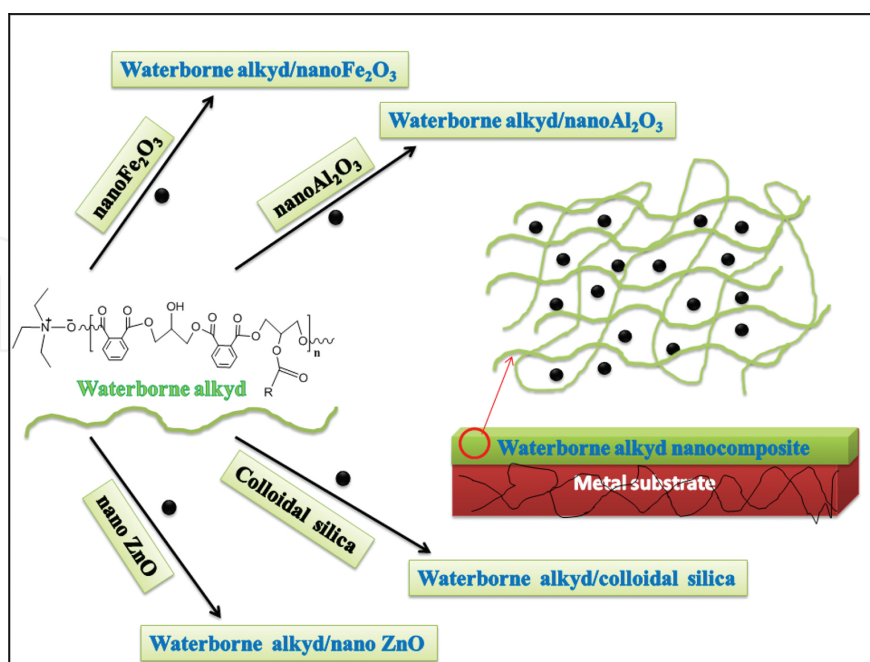 Waterborne alkyd/nanoFe₂O₃
Waterborne alkyd/nanoAl₂O₃
nanoFe₂O₃
nanoAl₂O₃
N⁺
⁻O
O
O
O
OH
O
O
O
O
O
n
O
O
R
Waterborne alkyd
nano ZnO
Colloidal silica
Waterborne alkyd nanocomposite
Metal substrate
Waterborne alkyd/colloidal silica
Waterborne alkyd/nano ZnO